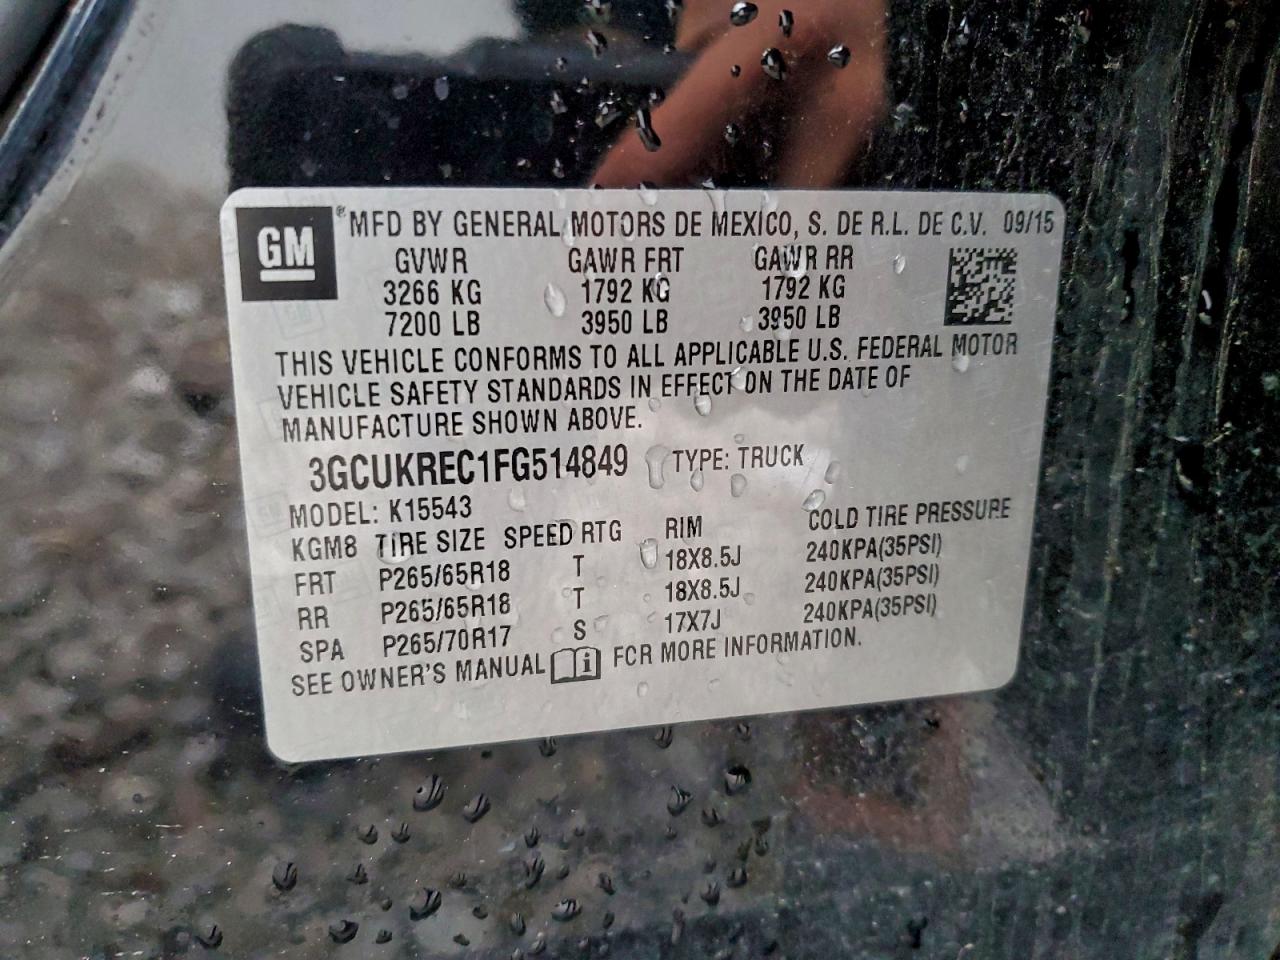 GM ® MFD BY GENERAL MOTORS DE MEXICO, S. DE R.L. DE C.V. 09/15
GVWR GAWR FRT GAWR RR
3266 KG 1792 KG 1792 KG
7200 LB 3950 LB 3950 LB
THIS VEHICLE CONFORMS TO ALL APPLICABLE U.S. FEDERAL MOTOR
VEHICLE SAFETY STANDARDS IN EFFECT ON THE DATE OF
MANUFACTURE SHOWN ABOVE.
3GCUKREC1FG514849 TYPE: TRUCK
MODEL: K15543
KGM8 TIRE SIZE SPEED RTG RIM COLD TIRE PRESSURE
FRT P265/65R18 T 18X8.5J 240KPA(35PSI)
RR P265/65R18 T 18X8.5J 240KPA(35PSI)
SPA P265/70R17 S 17X7J 240KPA(35PSI)
SEE OWNER'S MANUAL i FCR MORE INFORMATION.